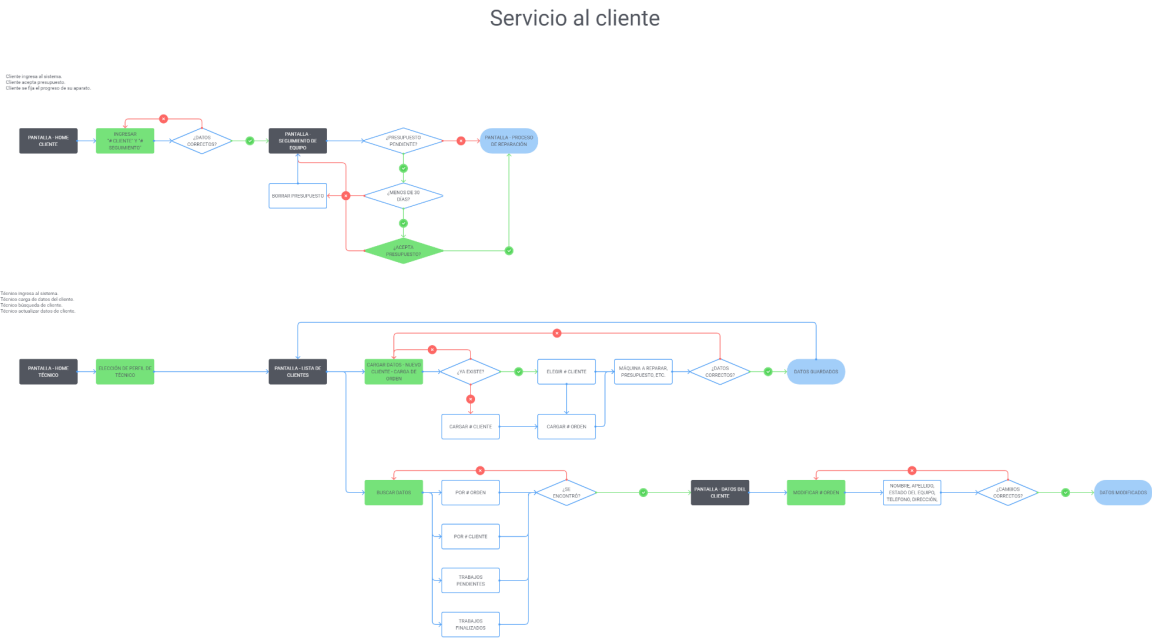 Servicio al cliente
Cliente ingresa al sistema.
Cliente acepta presupuesto.
Cliente se fija el progreso de su aparato.
PANTALLA - HOME
CLIENTE
INGRESAR
"# CLIENTE" Y "#
SEGUIMIENTO"
¿DATOS
CORRECTOS?
PANTALLA
SEGUIMIENTO DE
EQUIPO
¿PRESUPUESTO
PENDIENTE?
PANTALLA - PROCESO
DE REPARACIÓN
BORRAR PRESUPUESTO
¿MENOS DE 30
DÍAS?
¿ACEPTA
PRESUPUESTO?
Técnico ingresa al sistema.
Técnico carga de datos del cliente.
Técnico búsqueda de cliente.
Técnico actualizar datos de cliente.
PANTALLA - HOME
TÉCNICO
ELECCIÓN DE PERFIL DE
TÉCNICO
PANTALLA - LISTA DE
CLIENTES
CARGAR DATOS - NUEVO
CLIENTE - CARGA DE
ORDEN
¿YA EXISTE?
ELEGIR # CLIENTE
MÁQUINA A REPARAR,
PRESUPUESTO, ETC.
¿DATOS
CORRECTOS?
DATOS GUARDADOS
CARGAR # CLIENTE
CARGAR # ORDEN
BUSCAR DATOS
POR # ORDEN
¿SE
ENCONTRÓ?
PANTALLA - DATOS DEL
CLIENTE
MODIFICAR # ORDEN
NOMBRE, APELLIDO,
ESTADO DEL EQUIPO,
TELÉFONO, DIRECCIÓN,
¿CAMBIOS
CORRECTOS?
DATOS MODIFICADOS
POR # CLIENTE
TRABAJOS
PENDIENTES
TRABAJOS
FINALIZADOS